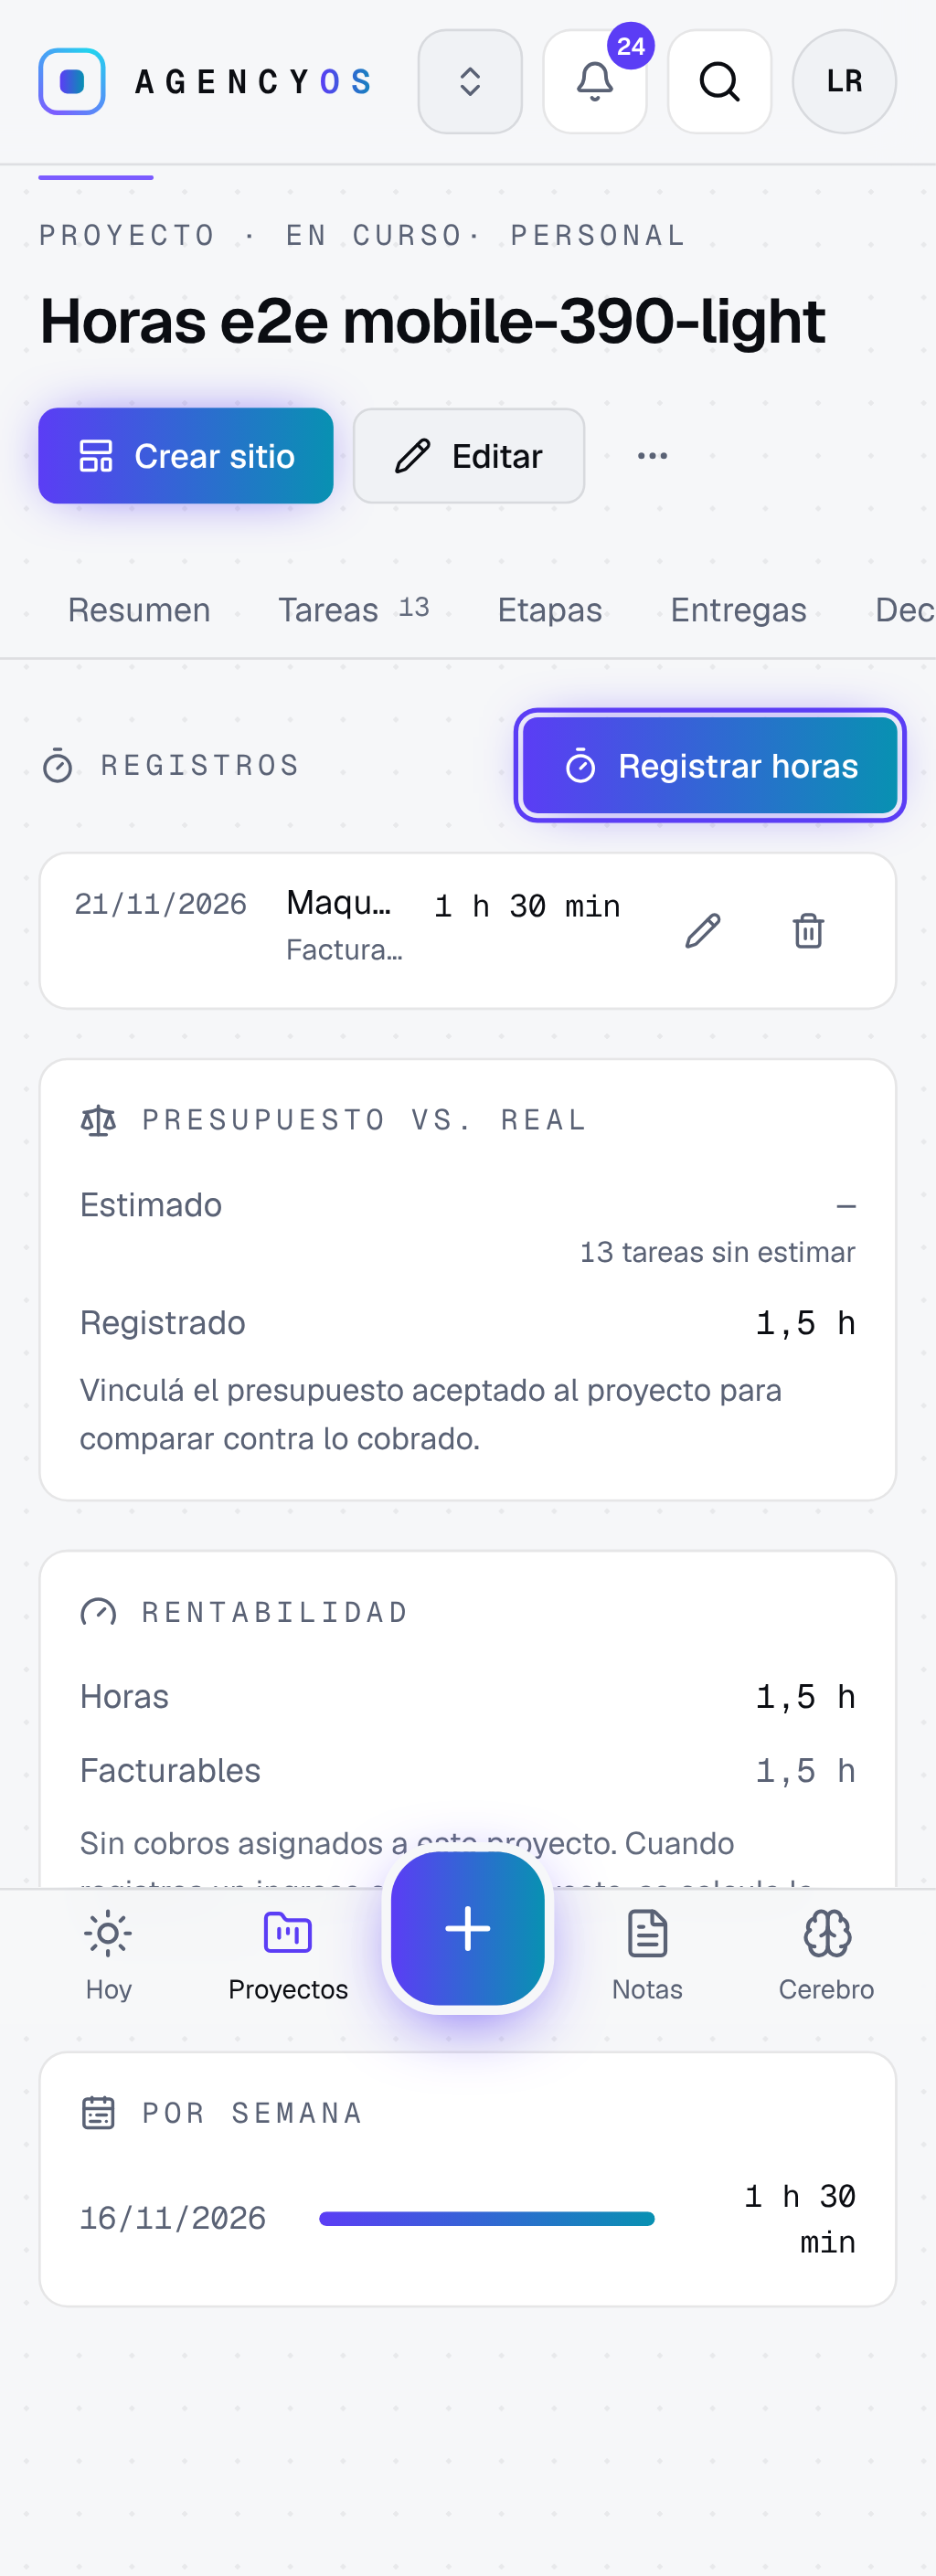 AGENCYOS
24
LR
PROYECTO · EN CURSO· PERSONAL
Horas e2e mobile-390-light
Crear sitio
Editar
Resumen Tareas 13 Etapas Entregas Dec
REGISTROS
Registrar horas
21/11/2026 Maqu... 1 h 30 min
Factura...
PRESUPUESTO VS. REAL
Estimado —
13 tareas sin estimar
Registrado 1,5 h
Vinculá el presupuesto aceptado al proyecto para
comparar contra lo cobrado.
RENTABILIDAD
Horas 1,5 h
Facturables 1,5 h
Sin cobros asignados a este proyecto. Cuando
Hoy Proyectos Notas Cerebro
POR SEMANA
16/11/2026 1 h 30
min